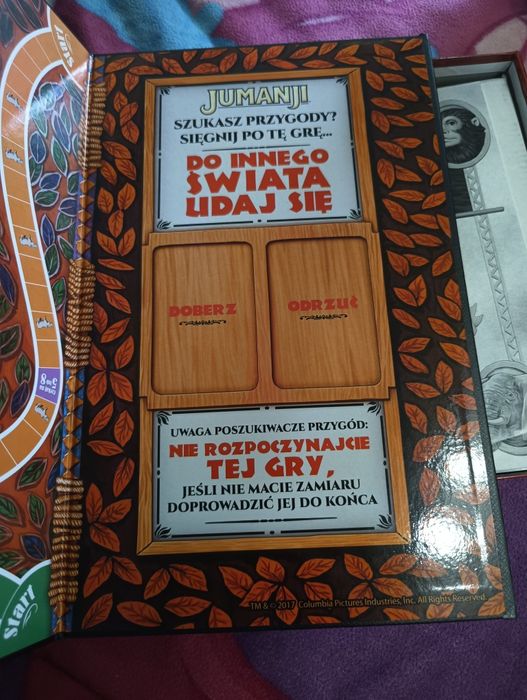 Start
JUMANJI
SZUKASZ PRZYGODY?
SIĘGNIJ PO TĘ GRĘ...
DO INNEGO
ŚWIATA
UDAJ SIĘ
DOBERZ
ODRZUĆ
UWAGA POSZUKIWACZE PRZYGÓD:
NIE ROZPOCZYNAJCIE
TEJ GRY,
JEŚLI NIE MACIE ZAMIARU
DOPROWADZIĆ JEJ DO KOŃCA
TM & © 2017 Columbia Pictures Industries, Inc. All Rights Reserved.
Start